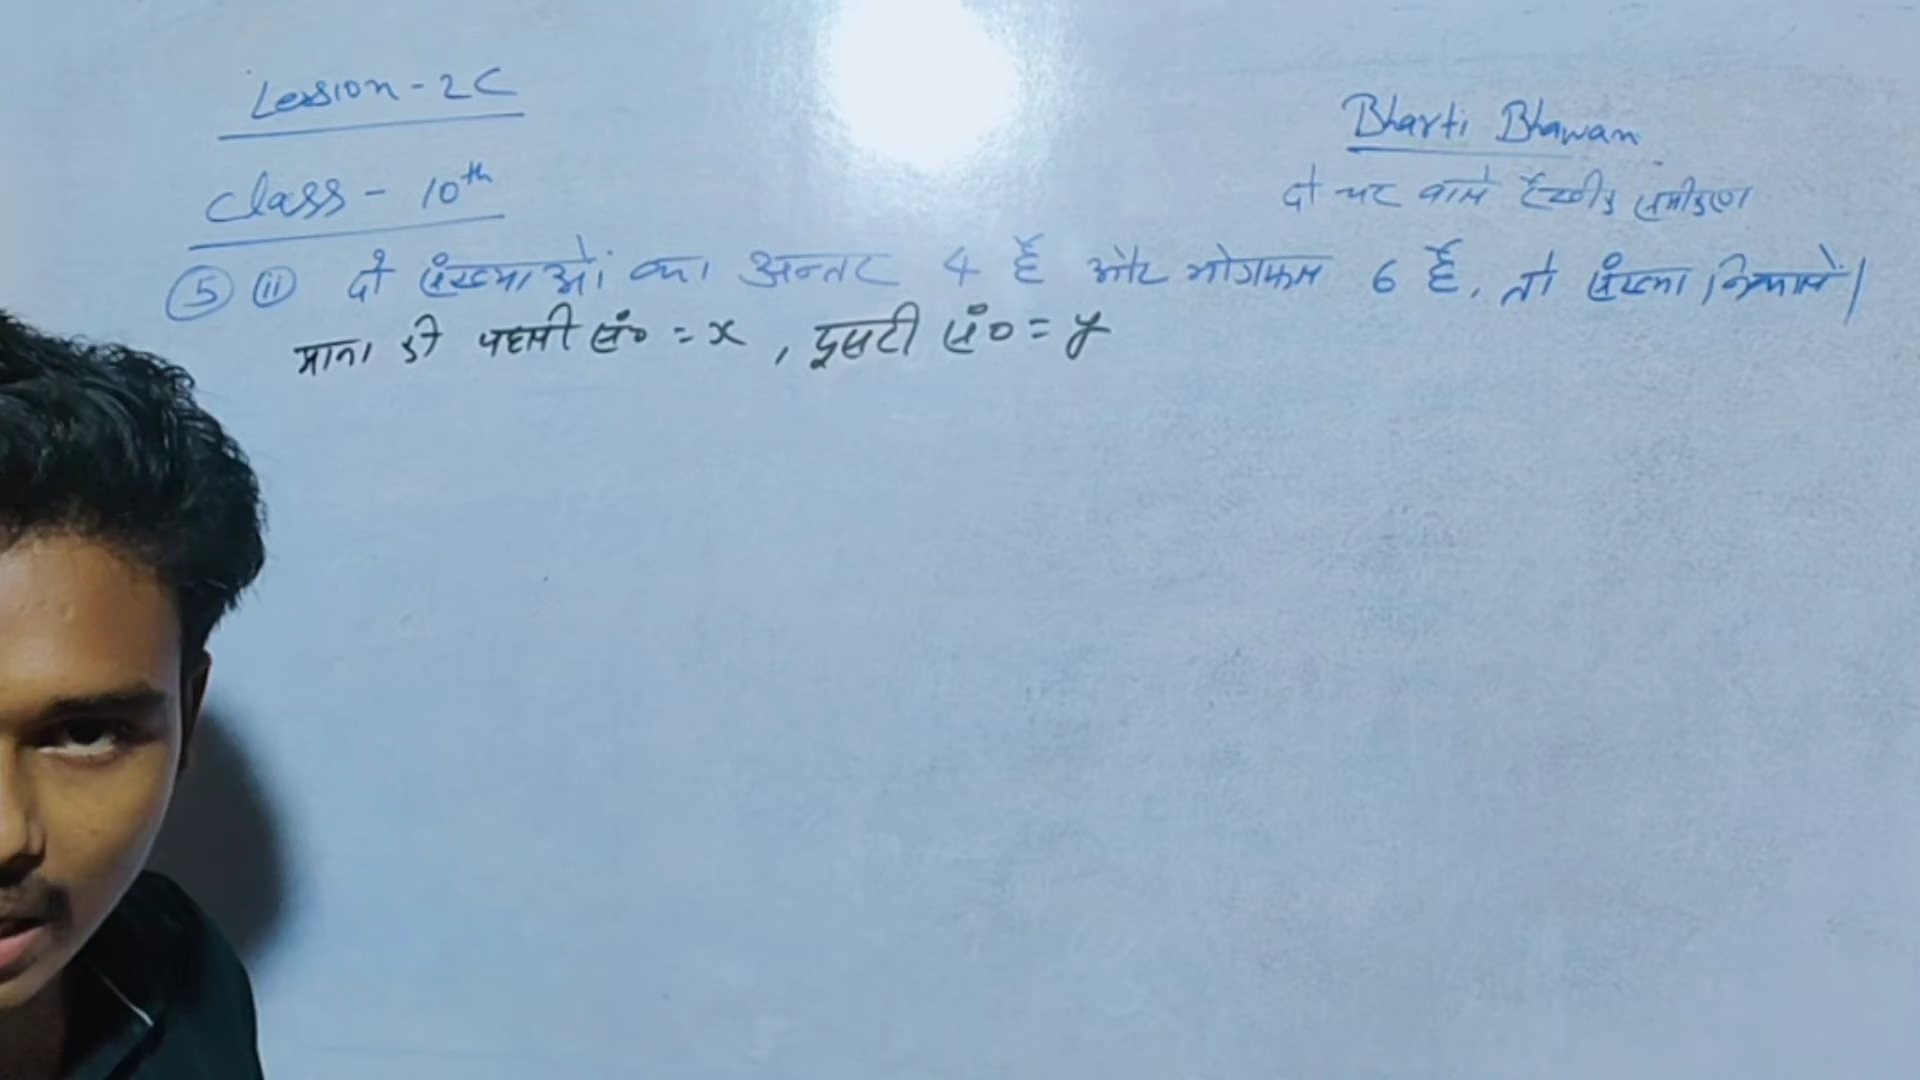 Lession - 2C
Bharti Bhawan
Class - 10th
दो चर वाले रैखीक समीकरण
5 ii दो संख्याओं का अन्तर 4 है और योगफल 6 है, तो संख्या निकाले।
माना की पहली सं० = x , दूसरी सं० = y